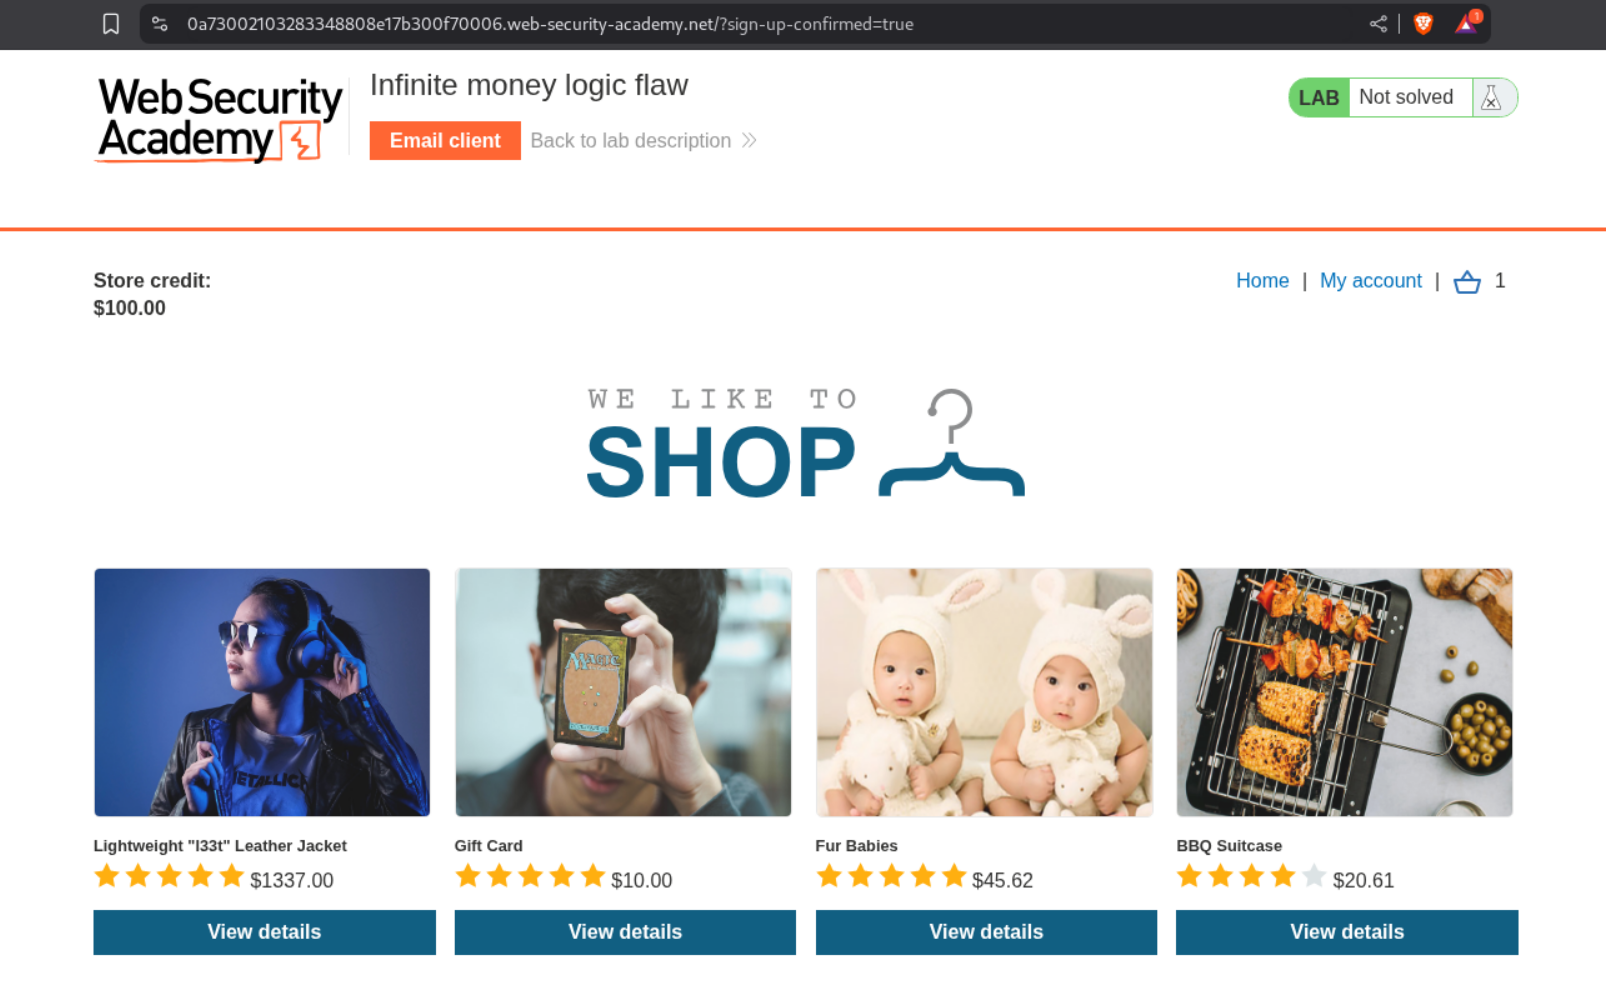 0a73002103283348808e17b300f70006.web-security-academy.net/?sign-up-confirmed=true
1
Web Security
Academy
Infinite money logic flaw
Email client
Back to lab description
LAB
Not solved
Store credit:
$100.00
Home | My account | 1
WE LIKE TO
SHOP
METALLICA
MAGIC
Lightweight "l33t" Leather Jacket
$1337.00
View details
Gift Card
$10.00
View details
Fur Babies
$45.62
View details
BBQ Suitcase
$20.61
View details